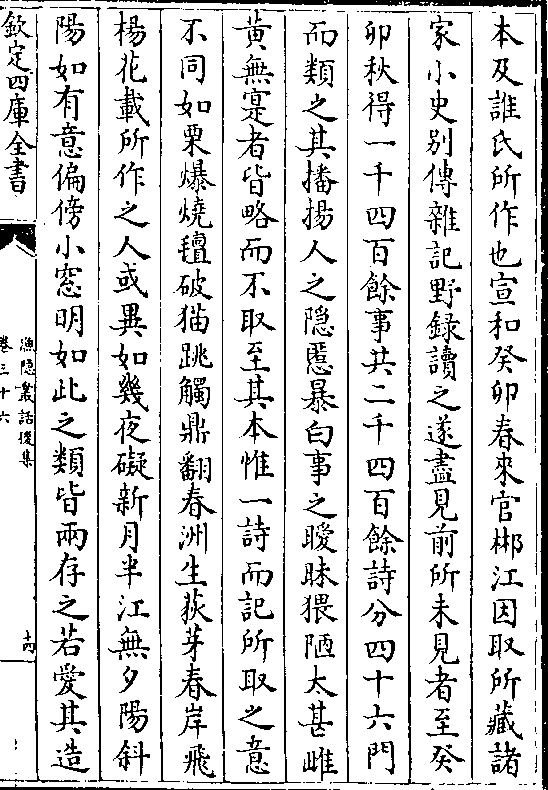 本及誰氏所作也宣和癸卯春來官郴江因取所藏諸
家小史别傳雜記野録讀之遂盡見前所未見者至癸
卯秋得一千四百餘事共二千四百餘詩分四十六門
而類之其播揚人之隠慝暴白事之曖昧猥陋太甚雌
黄無寔者皆略而不取至其本惟一詩而記所取之意
不同如栗爆燒氊破猫跳觸鼎翻春洲生荻芽春岸飛
楊花載所作之人或異如幾夜礙新月半江無夕陽斜
陽如有意偏傍小窓明如此之類皆兩存之若愛其造
欽定四庫全書
漁隠叢話後集
卷三十六
十四